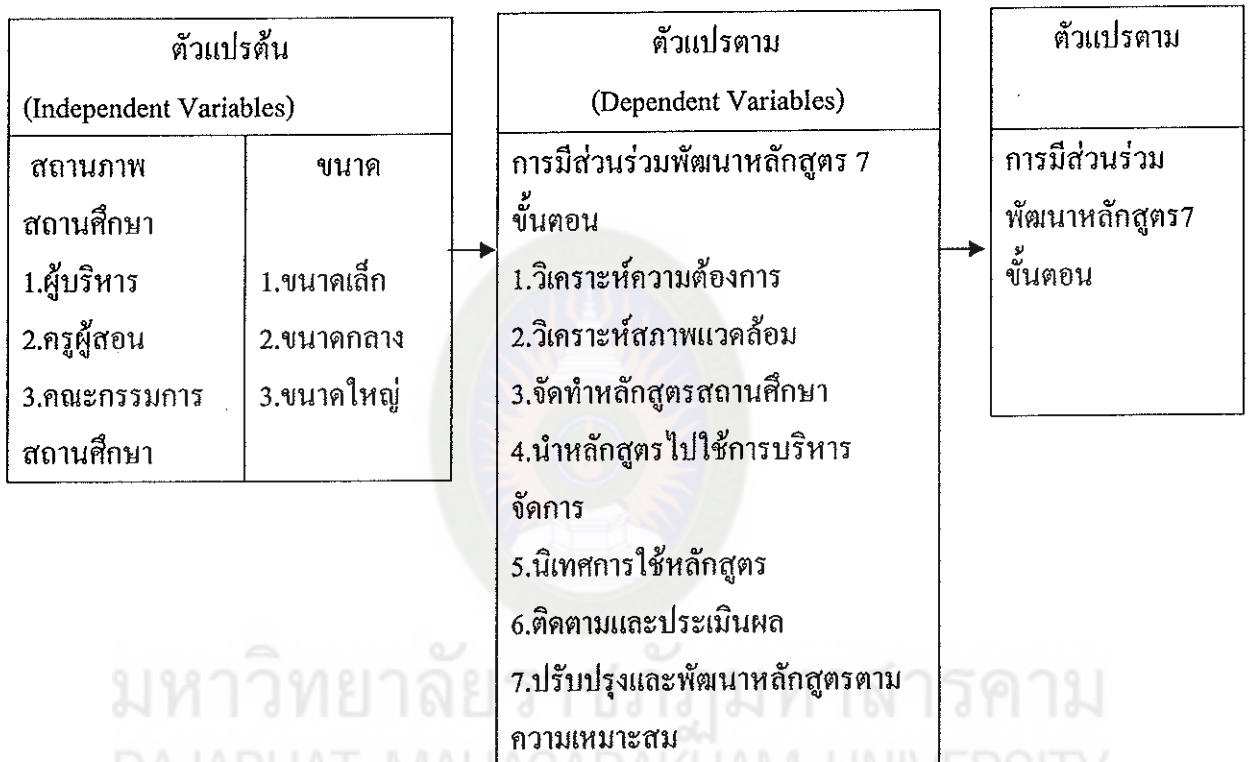 ตัวแปรต้น
(Independent Variables)
สถานภาพ
สถานศึกษา
1.ผู้บริหาร
2.ครูผู้สอน
3.คณะกรรมการ
สถานศึกษา
ขนาด
1.ขนาดเล็ก
2.ขนาดกลาง
3.ขนาดใหญ่
ตัวแปรตาม
(Dependent Variables)
การมีส่วนร่วมพัฒนาหลักสูตร 7
ขั้นตอน
1.วิเคราะห์ความต้องการ
2.วิเคราะห์สภาพแวดล้อม
3.จัดทำหลักสูตรสถานศึกษา
4.นำหลักสูตรไปใช้การบริหาร
จัดการ
5.นิเทศการใช้หลักสูตร
6.ติดตามและประเมินผล
7.ปรับปรุงและพัฒนาหลักสูตรตาม
ความเหมาะสม
ตัวแปรตาม
การมีส่วนร่วม
พัฒนาหลักสูตร7
ขั้นตอน
มหาวิทยาลัยราชภัฏมหาสารคาม
RAJABHAT MAHASARAKHAM UNIVERSITY